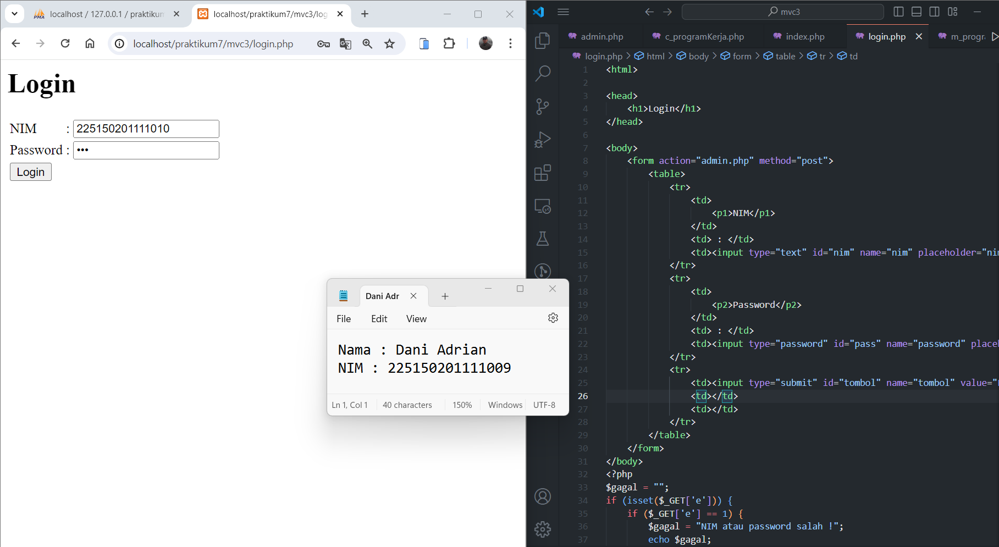 localhost / 127.0.0.1 / praktikum
localhost/praktikum7/mvc3/log
localhost/praktikum7/mvc3/login.php
Login
NIM : 225150201111010
Password : •••
Login
Dani Adr
File Edit View
Nama : Dani Adrian
NIM : 225150201111009
Ln 1, Col 1 40 characters 150% Windows UTF-8
mvc3
admin.php c_programKerja.php index.php login.php m_progra
login.php > html > body > form > table > tr > td
1 <html>
2
3 <head>
4 <h1>Login</h1>
5 </head>
6
7 <body>
8 <form action="admin.php" method="post">
9 <table>
10 <tr>
11 <td>
12 <p1>NIM</p1>
13 </td>
14 <td> : </td>
15 <td><input type="text" id="nim" name="nim" placeholder="nim
16 </tr>
17 <tr>
18 <td>
19 <p2>Password</p2>
20 </td>
21 <td> : </td>
22 <td><input type="password" id="pass" name="password" placeh
23 </tr>
24 <tr>
25 <td><input type="submit" id="tombol" name="tombol" value="
26 <td></td>
27 <td></td>
28 </tr>
29 </table>
30 </form>
31 </body>
32 <?php
33 $gagal = "";
34 if (isset($_GET['e'])) {
35 if ($_GET['e'] == 1) {
36 $gagal = "NIM atau password salah !";
37 echo $gagal;